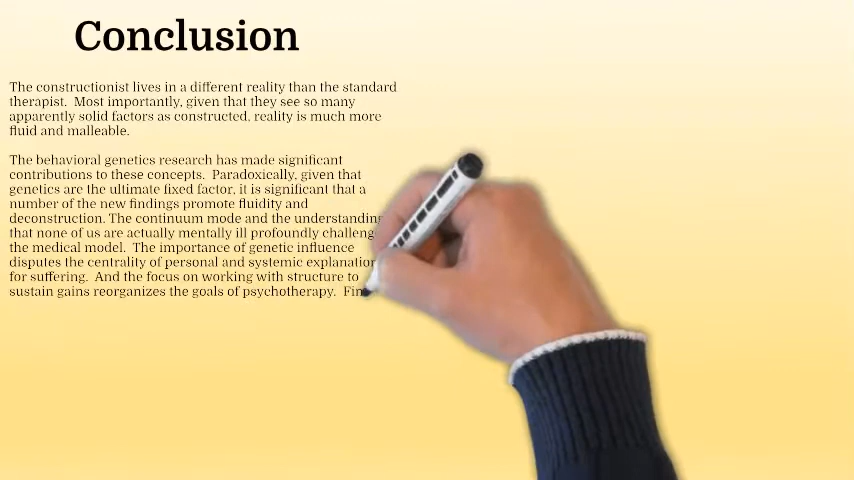 Conclusion
The constructionist lives in a different reality than the standard
therapist. Most importantly, given that they see so many
apparently solid factors as constructed, reality is much more
fluid and malleable.
The behavioral genetics research has made significant
contributions to these concepts. Paradoxically, given that
genetics are the ultimate fixed factor, it is significant that a
number of the new findings promote fluidity and
deconstruction. The continuum mode and the understanding
that none of us are actually mentally ill profoundly
the medical model. The importance of genetic influence
disputes the centrality of personal and systemic
for suffering. And the focus on working with structure to
sustain gains reorganizes the goals of psychotherapy.